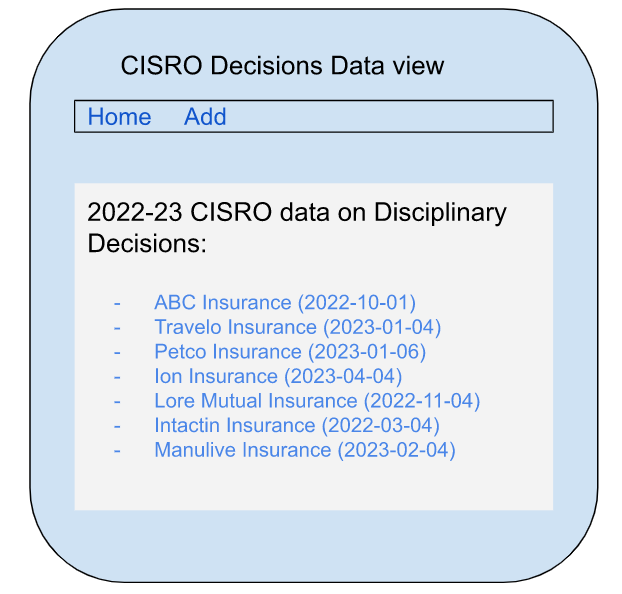 CISRO Decisions Data view
Home Add
2022-23 CISRO data on Disciplinary
Decisions:
- ABC Insurance (2022-10-01)
- Travelo Insurance (2023-01-04)
- Petco Insurance (2023-01-06)
- Ion Insurance (2023-04-04)
- Lore Mutual Insurance (2022-11-04)
- Intactin Insurance (2022-03-04)
- Manulive Insurance (2023-02-04)